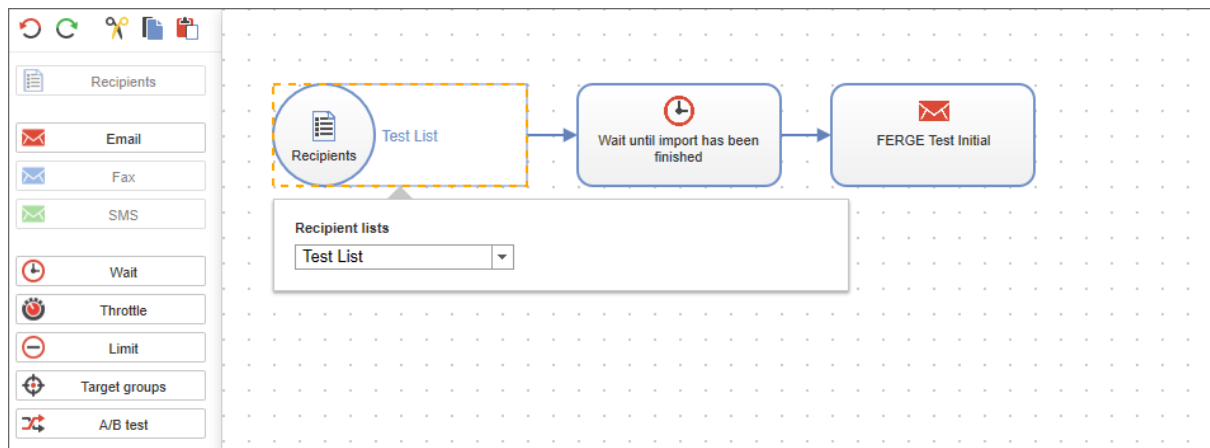 Recipients
Email
Fax
SMS
Wait
Throttle
Limit
Target groups
A/B test
Recipients
Test List
Wait until import has been
finished
FERGE Test Initial
Recipient lists
Test List